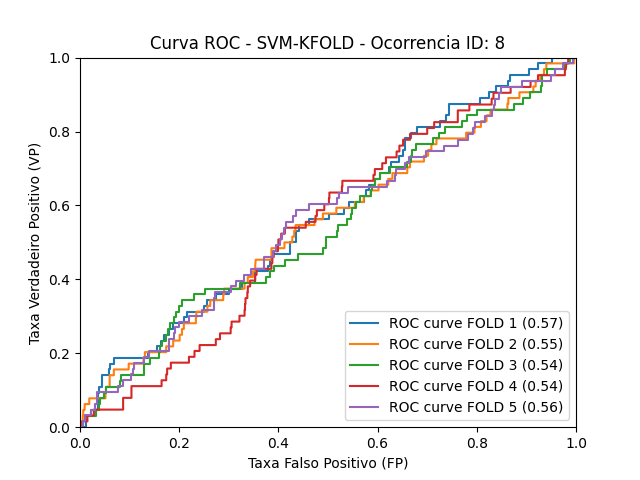 Curva ROC - SVM-KFOLD - Ocorrencia ID: 8
1.0
0.8
0.6
0.4
0.2
0.0
Taxa Verdadeiro Positivo (VP)
ROC curve FOLD 1 (0.57)
ROC curve FOLD 2 (0.55)
ROC curve FOLD 3 (0.54)
ROC curve FOLD 4 (0.54)
ROC curve FOLD 5 (0.56)
0.0 0.2 0.4 0.6 0.8 1.0
Taxa Falso Positivo (FP)